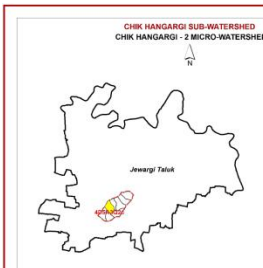 CHIK HANGARGI SUB-WATERSHED
CHIK HANGARGI - 2 MICRO-WATERSHED
N
Jewargi Taluk